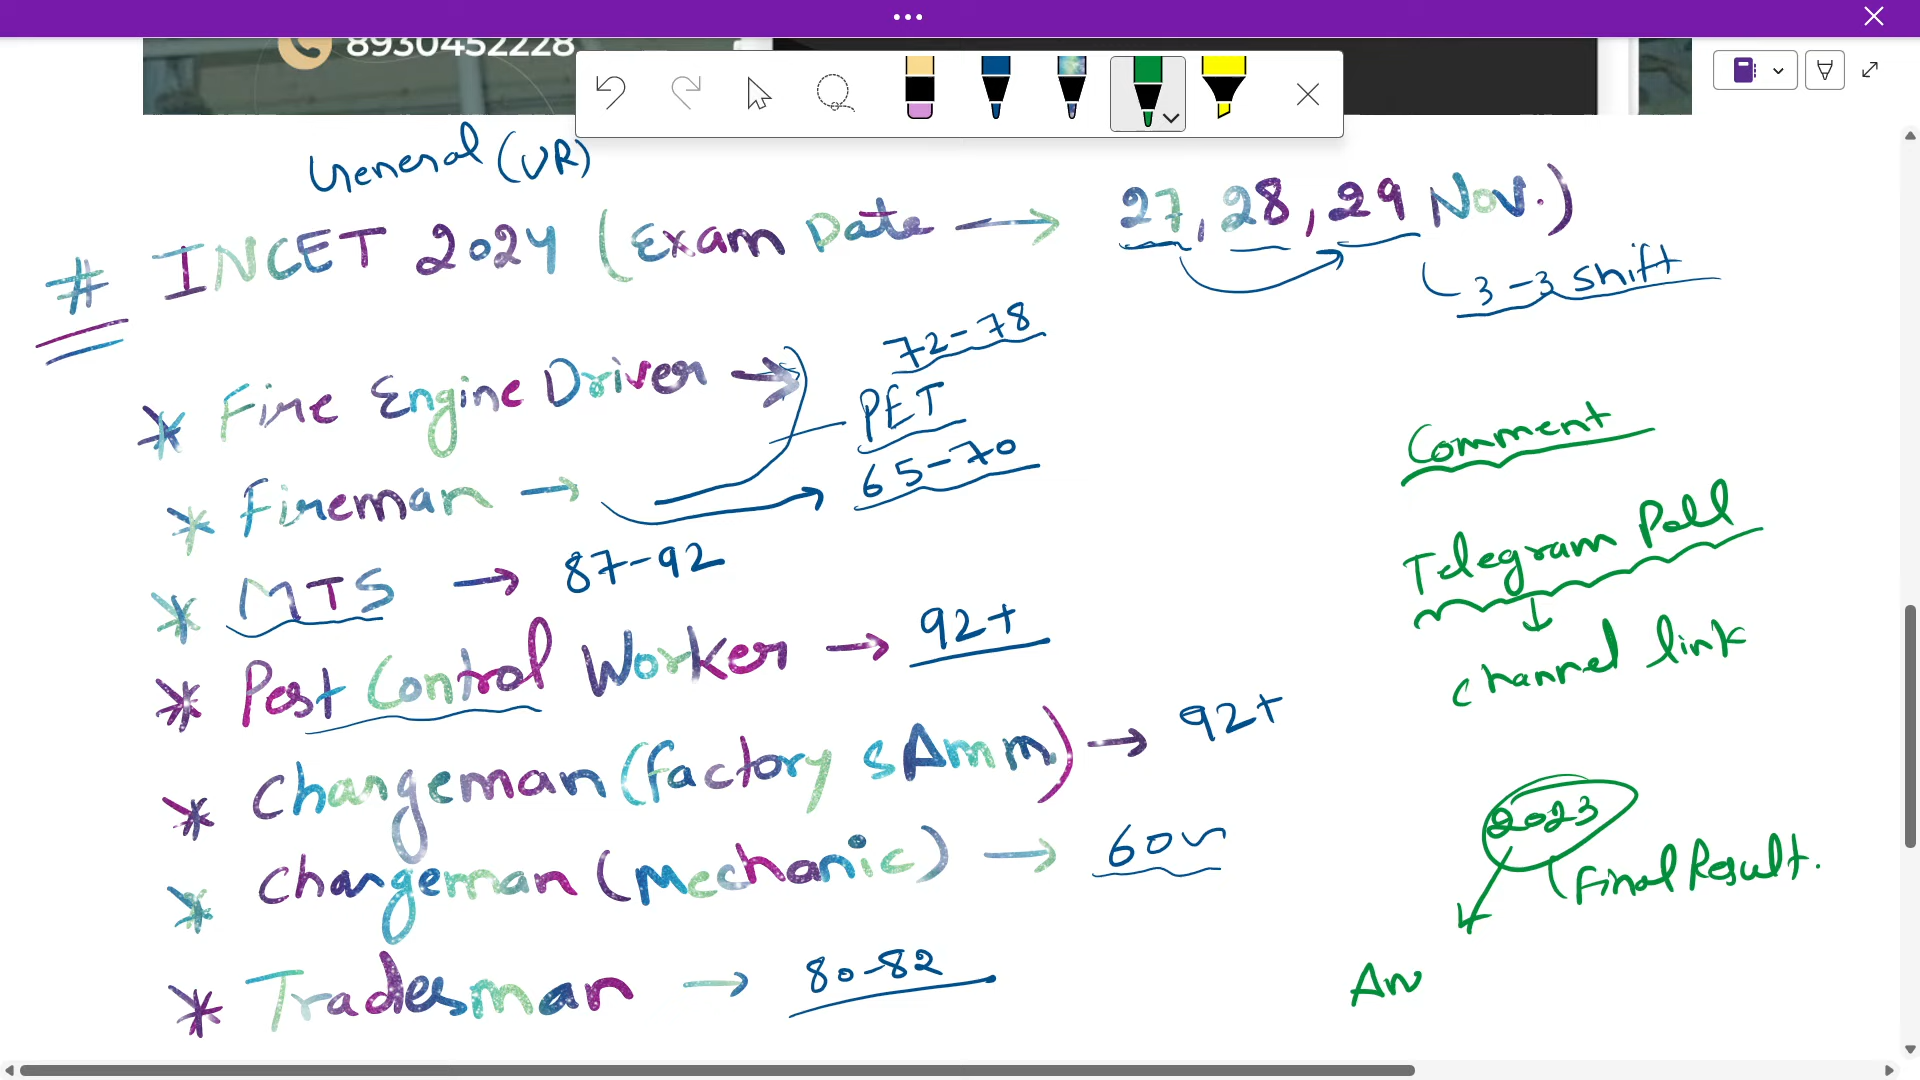 8930452228
General (UR)
# INCET 2024 (Exam Date → 27, 28, 29 Nov.)
3-3 shift
* Fire Engine Driver → 72-78
PET
* Fireman → 65-70
* MTS → 87-92
* Pest Control Worker → 92+
* Chargeman (factory & Amm) → 92+
* Chargeman (Mechanic) → 60
* Tradesman → 80-82
Comment
Telegram Poll
↓
channel link
2023
Final Result.